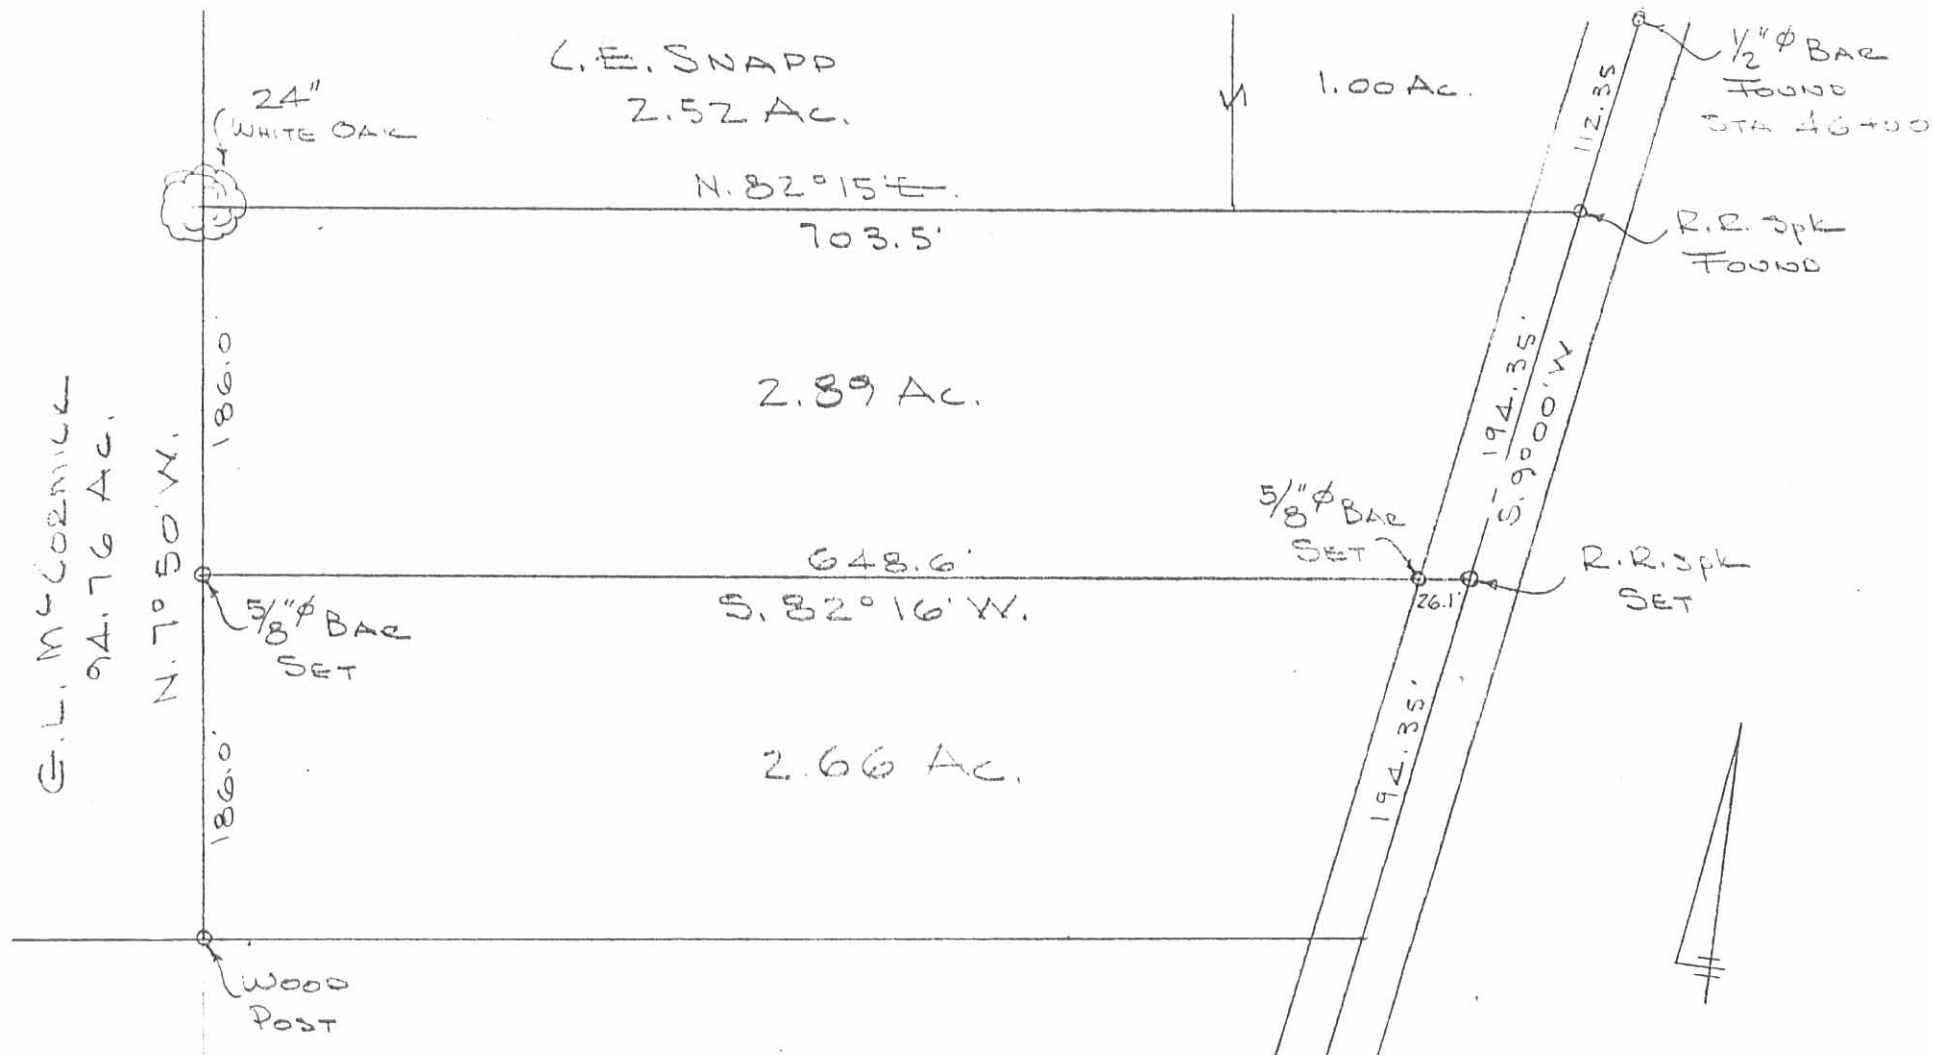 C.E. SNAPP
2.52 AC.
1.00 AC.
1/2" ⌀ BAR
FOUND
STA 46+00
24"
WHITE OAK
112.35
N. 82° 15' E.
703.5'
R.R. Spk
FOUND
186.0'
194.35'
S. 9° 00' W
2.89 AC.
G.L. McCORMICK
94.76 AC.
N. 7° 50' W.
5/8" ⌀ BAR
SET
648.6'
S. 82° 16' W.
26.1'
R.R. Spk
SET
5/8" ⌀ BAR
SET
186.0'
194.35'
2.66 AC.
WOOD
POST